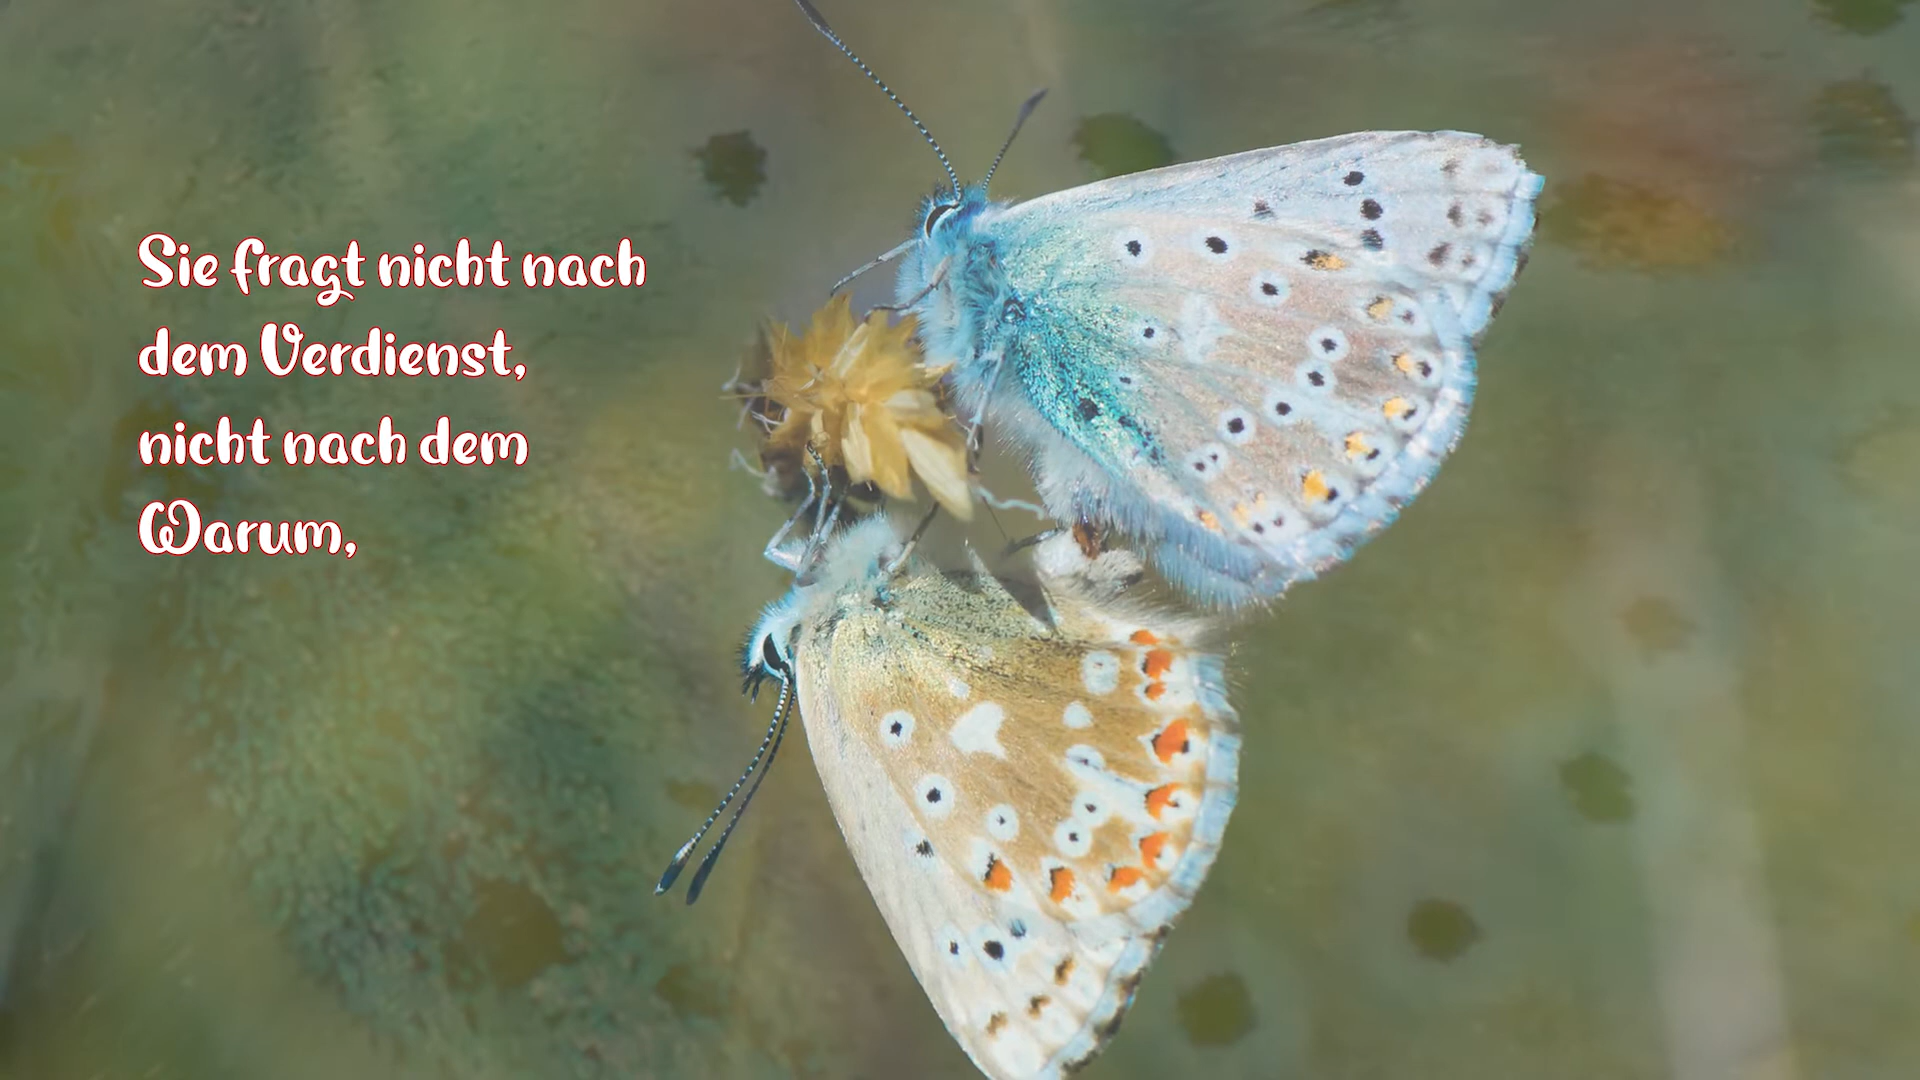 Sie fragt nicht nach
dem Verdienst,
nicht nach dem
Warum,